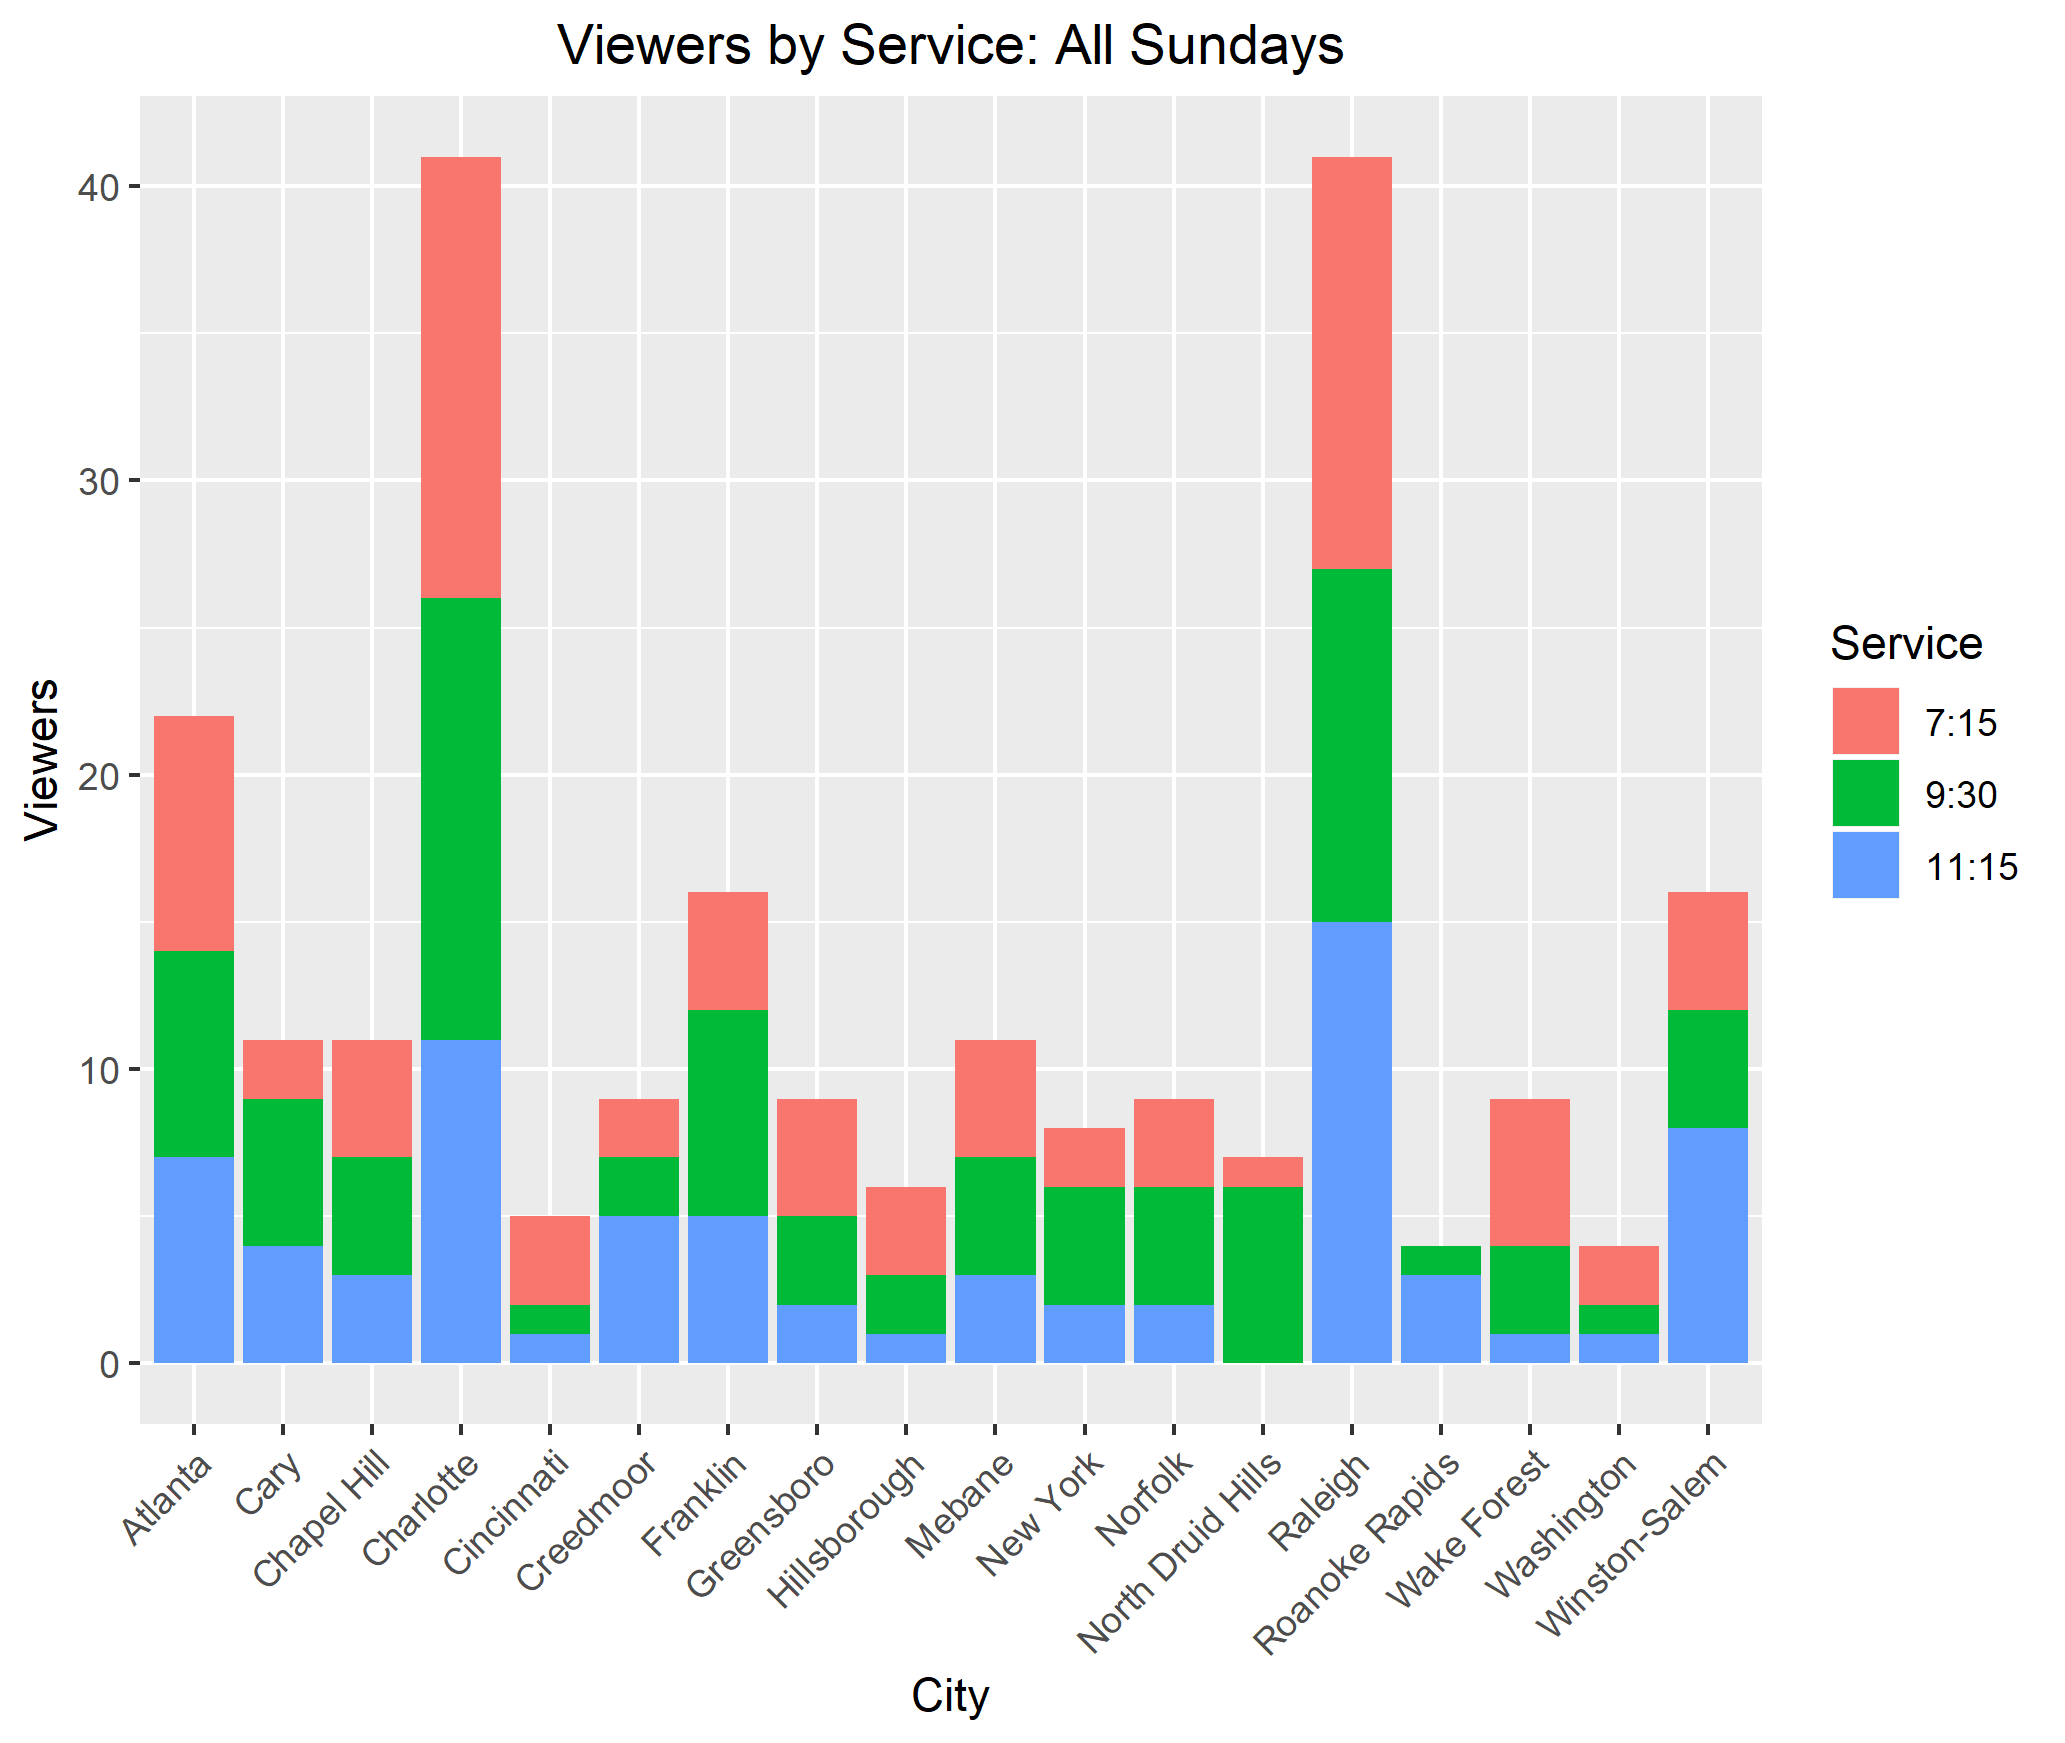 Viewers by Service: All Sundays
40
30
20
10
0
Viewers
Atlanta
Cary
Chapel Hill
Charlotte
Cincinnati
Creedmoor
Franklin
Greensboro
Hillsborough
Mebane
New York
Norfolk
North Druid Hills
Raleigh
Roanoke Rapids
Wake Forest
Washington
Winston-Salem
City
Service
7:15
9:30
11:15